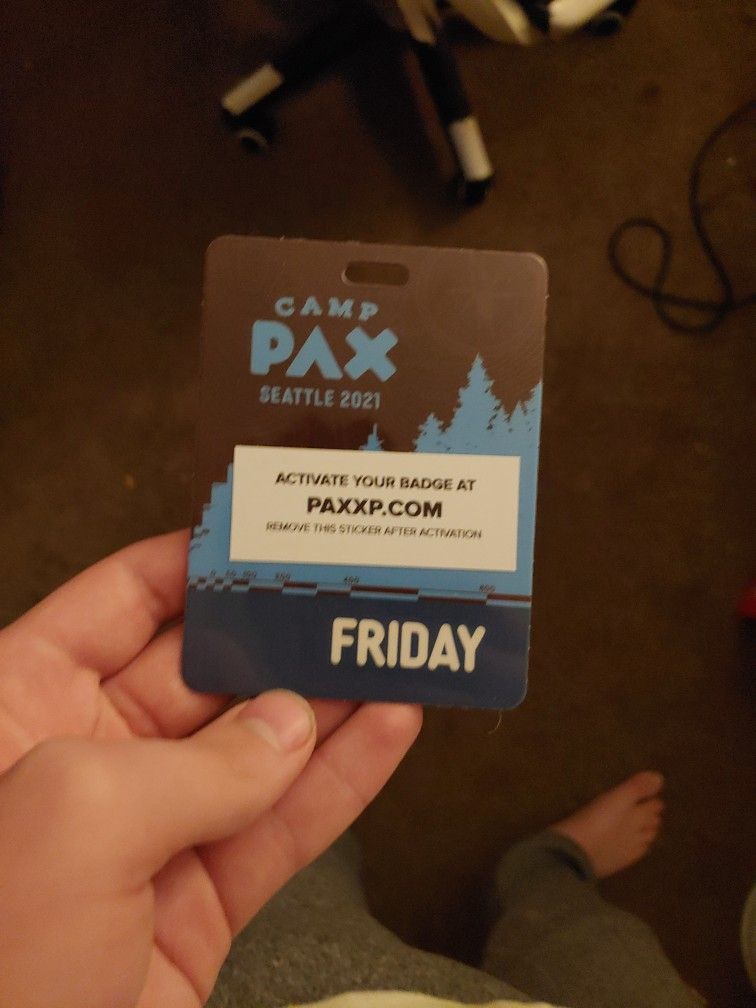 CAMP
PAX
SEATTLE 2021
ACTIVATE YOUR BADGE AT
PAXXP.COM
REMOVE THIS STICKER AFTER ACTIVATION
FRIDAY